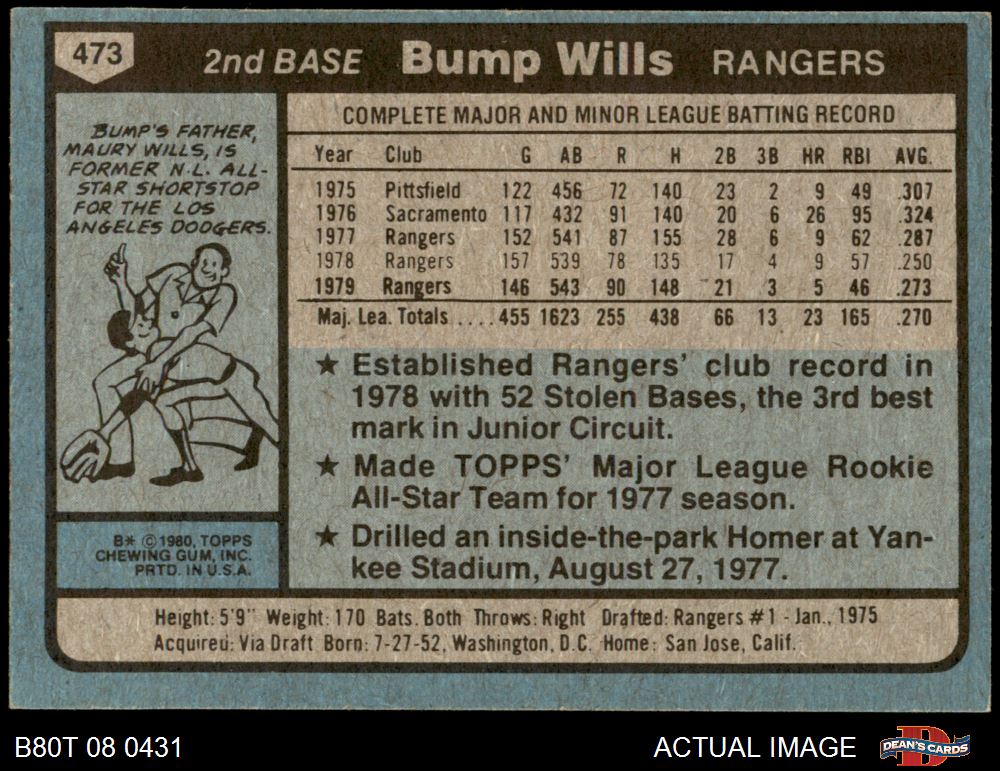 473 2nd BASE Bump Wills RANGERS
BUMP'S FATHER,
MAURY WILLS, IS
FORMER N.L. ALL-
STAR SHORTSTOP
FOR THE LOS
ANGELES DODGERS.
B* © 1980, TOPPS
CHEWING GUM, INC.
PRTD. IN U.S.A.
COMPLETE MAJOR AND MINOR LEAGUE BATTING RECORD
Year Club G AB R H 2B 3B HR RBI AVG.
1975 Pittsfield 122 456 72 140 23 2 9 49 .307
1976 Sacramento 117 432 91 140 20 6 26 95 .324
1977 Rangers 152 541 87 155 28 6 9 62 .287
1978 Rangers 157 539 78 135 17 4 9 57 .250
1979 Rangers 146 543 90 148 21 3 5 46 .273
Maj. Lea. Totals .... 455 1623 255 438 66 13 23 165 .270
★ Established Rangers' club record in
1978 with 52 Stolen Bases, the 3rd best
mark in Junior Circuit.
★ Made TOPPS' Major League Rookie
All-Star Team for 1977 season.
★ Drilled an inside-the-park Homer at Yan-
kee Stadium, August 27, 1977.
Height: 5'9" Weight: 170 Bats: Both Throws: Right Drafted: Rangers #1 - Jan., 1975
Acquired: Via Draft Born: 7-27-52, Washington, D.C. Home: San Jose, Calif.
B80T 08 0431 ACTUAL IMAGE DEAN'S CARDS